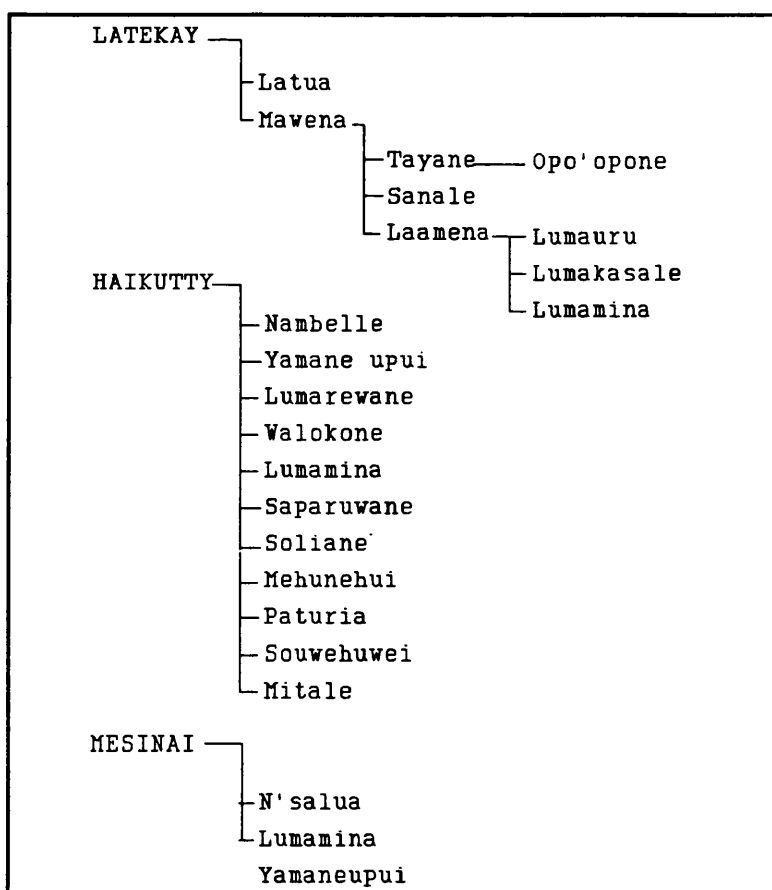 LATEKAY
Latua
Mawena
Tayane Opo'opone
Sanale
Laamena Lumauru
Lumakasale
HAIKUTTY
Lumamina
Nambelle
Yamane upui
Lumarewane
Walokone
Lumamina
Saparuwane
Soliane
Mehunehui
Paturia
Souwehuwei
Mitale
MESINAI
N'salua
Lumamina
Yamaneupui